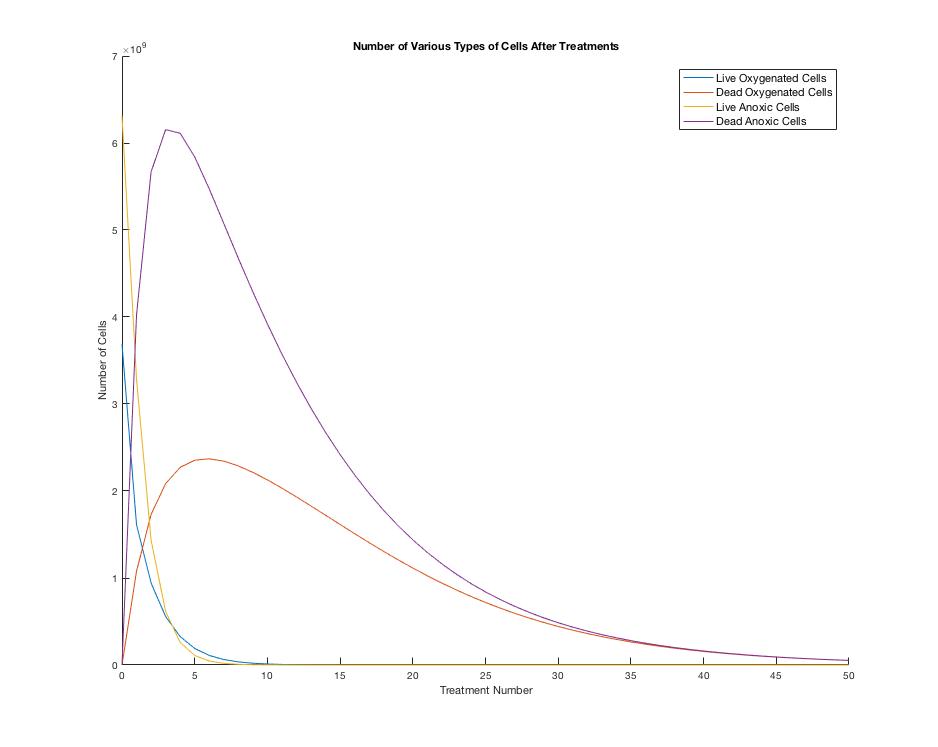 Number of Various Types of Cells After Treatments
×10⁹
7
6
5
4
3
2
1
0
Number of Cells
Live Oxygenated Cells
Dead Oxygenated Cells
Live Anoxic Cells
Dead Anoxic Cells
0 5 10 15 20 25 30 35 40 45 50
Treatment Number